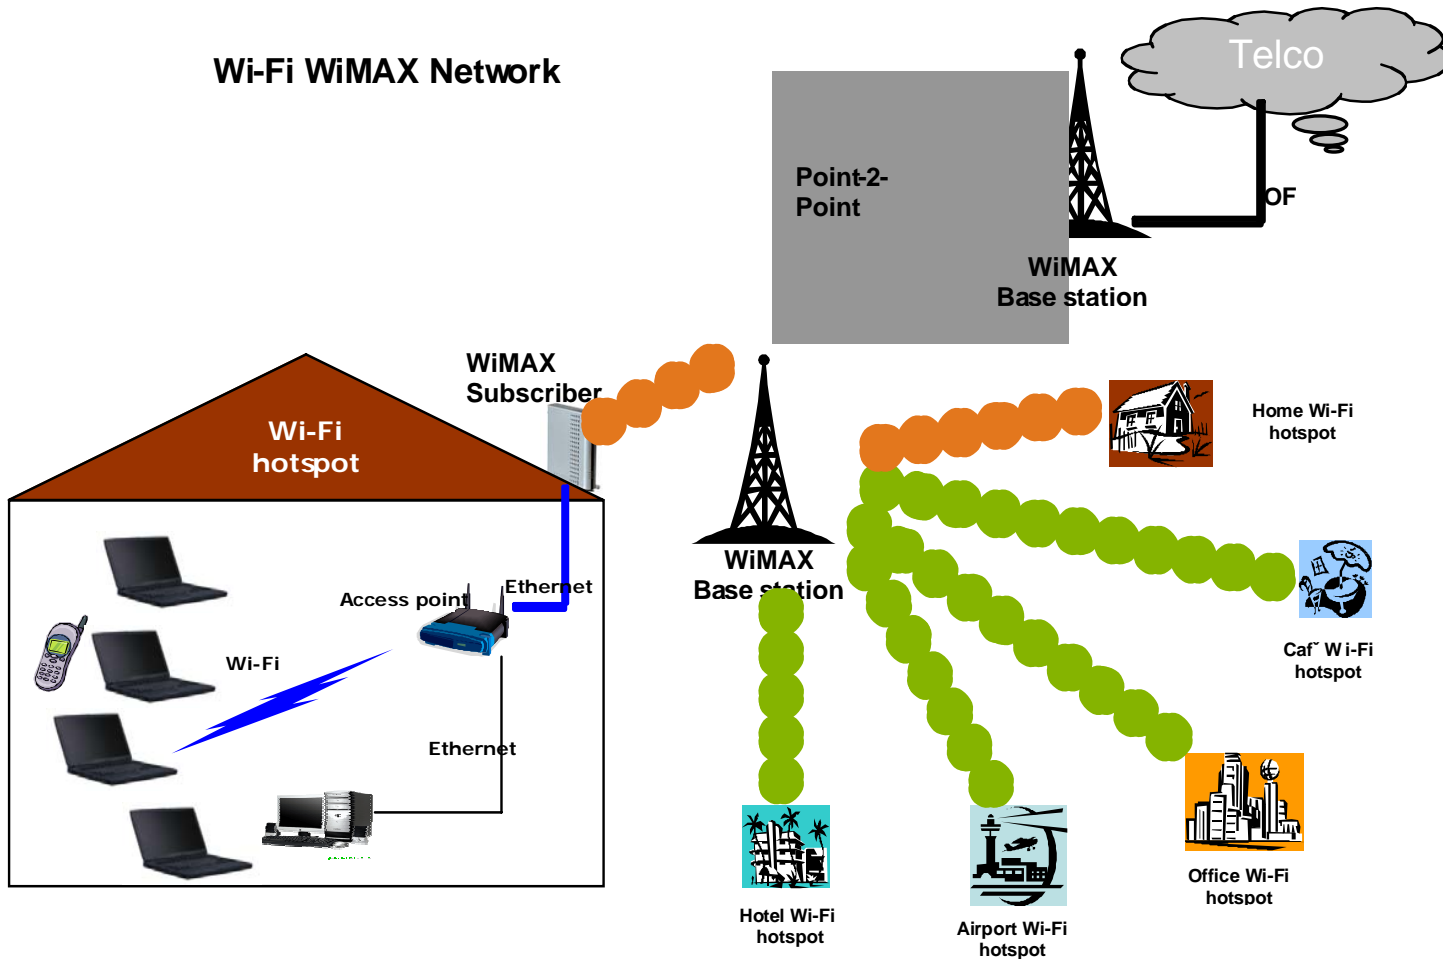 Wi-Fi WiMAX Network
Telco
Point-2-
Point
OF
WiMAX
Base station
WiMAX
Subscriber
Wi-Fi
hotspot
Home Wi-Fi
hotspot
WiMAX
Base station
Access point
Ethernet
Wi-Fi
Ethernet
Cafˇ Wi-Fi
hotspot
Office Wi-Fi
hotspot
Hotel Wi-Fi
hotspot
Airport Wi-Fi
hotspot